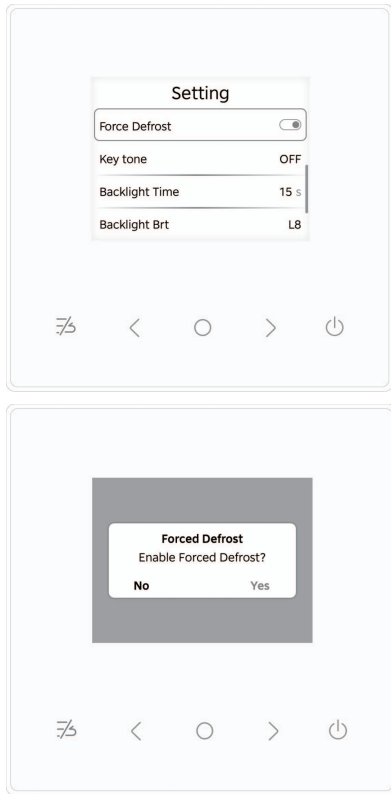 Setting
Force Defrost
Key tone OFF
Backlight Time 15 s
Backlight Brt L8
Forced Defrost
Enable Forced Defrost?
No Yes